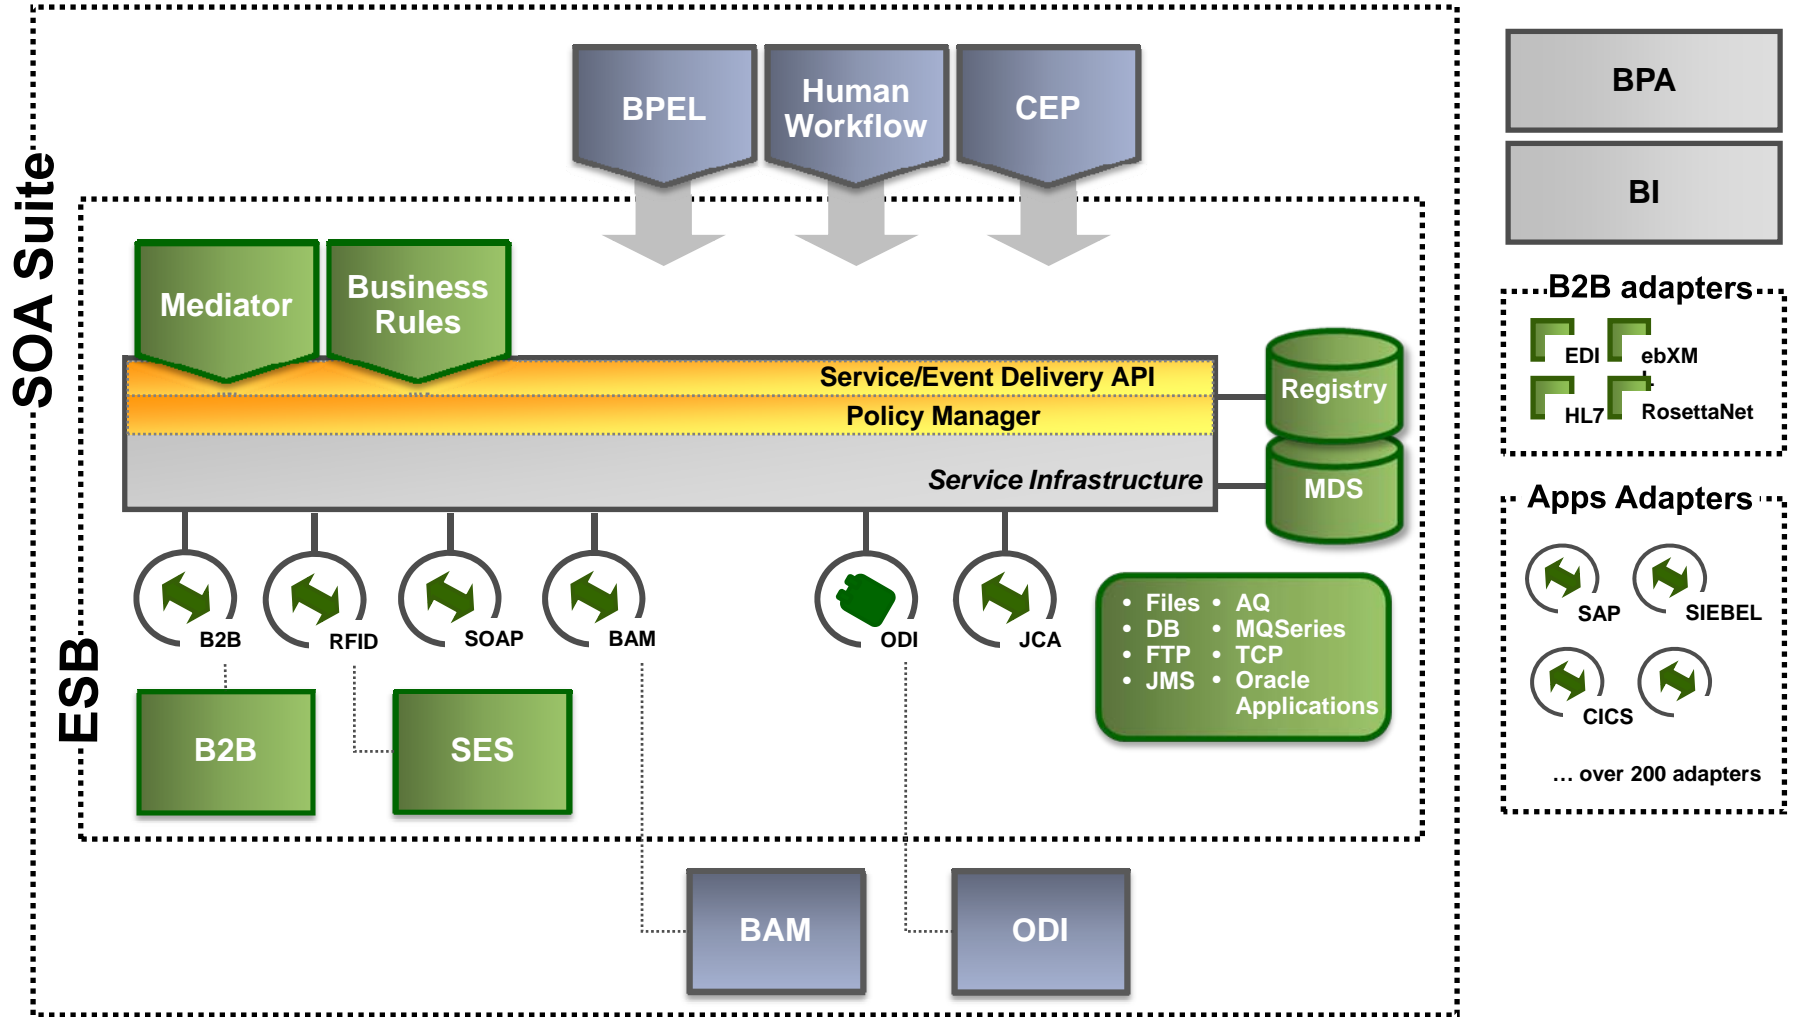 SOA Suite
ESB
BPEL
Human
Workflow
CEP
Mediator
Business
Rules
Service/Event Delivery API
Policy Manager
Service Infrastructure
Registry
MDS
B2B
RFID
SOAP
BAM
ODI
JCA
• Files
• DB
• FTP
• JMS
• AQ
• MQSeries
• TCP
• Oracle
Applications
B2B
SES
BAM
ODI
BPA
BI
B2B adapters
EDI
ebXM
L
HL7
RosettaNet
Apps Adapters
SAP
SIEBEL
CICS
... over 200 adapters